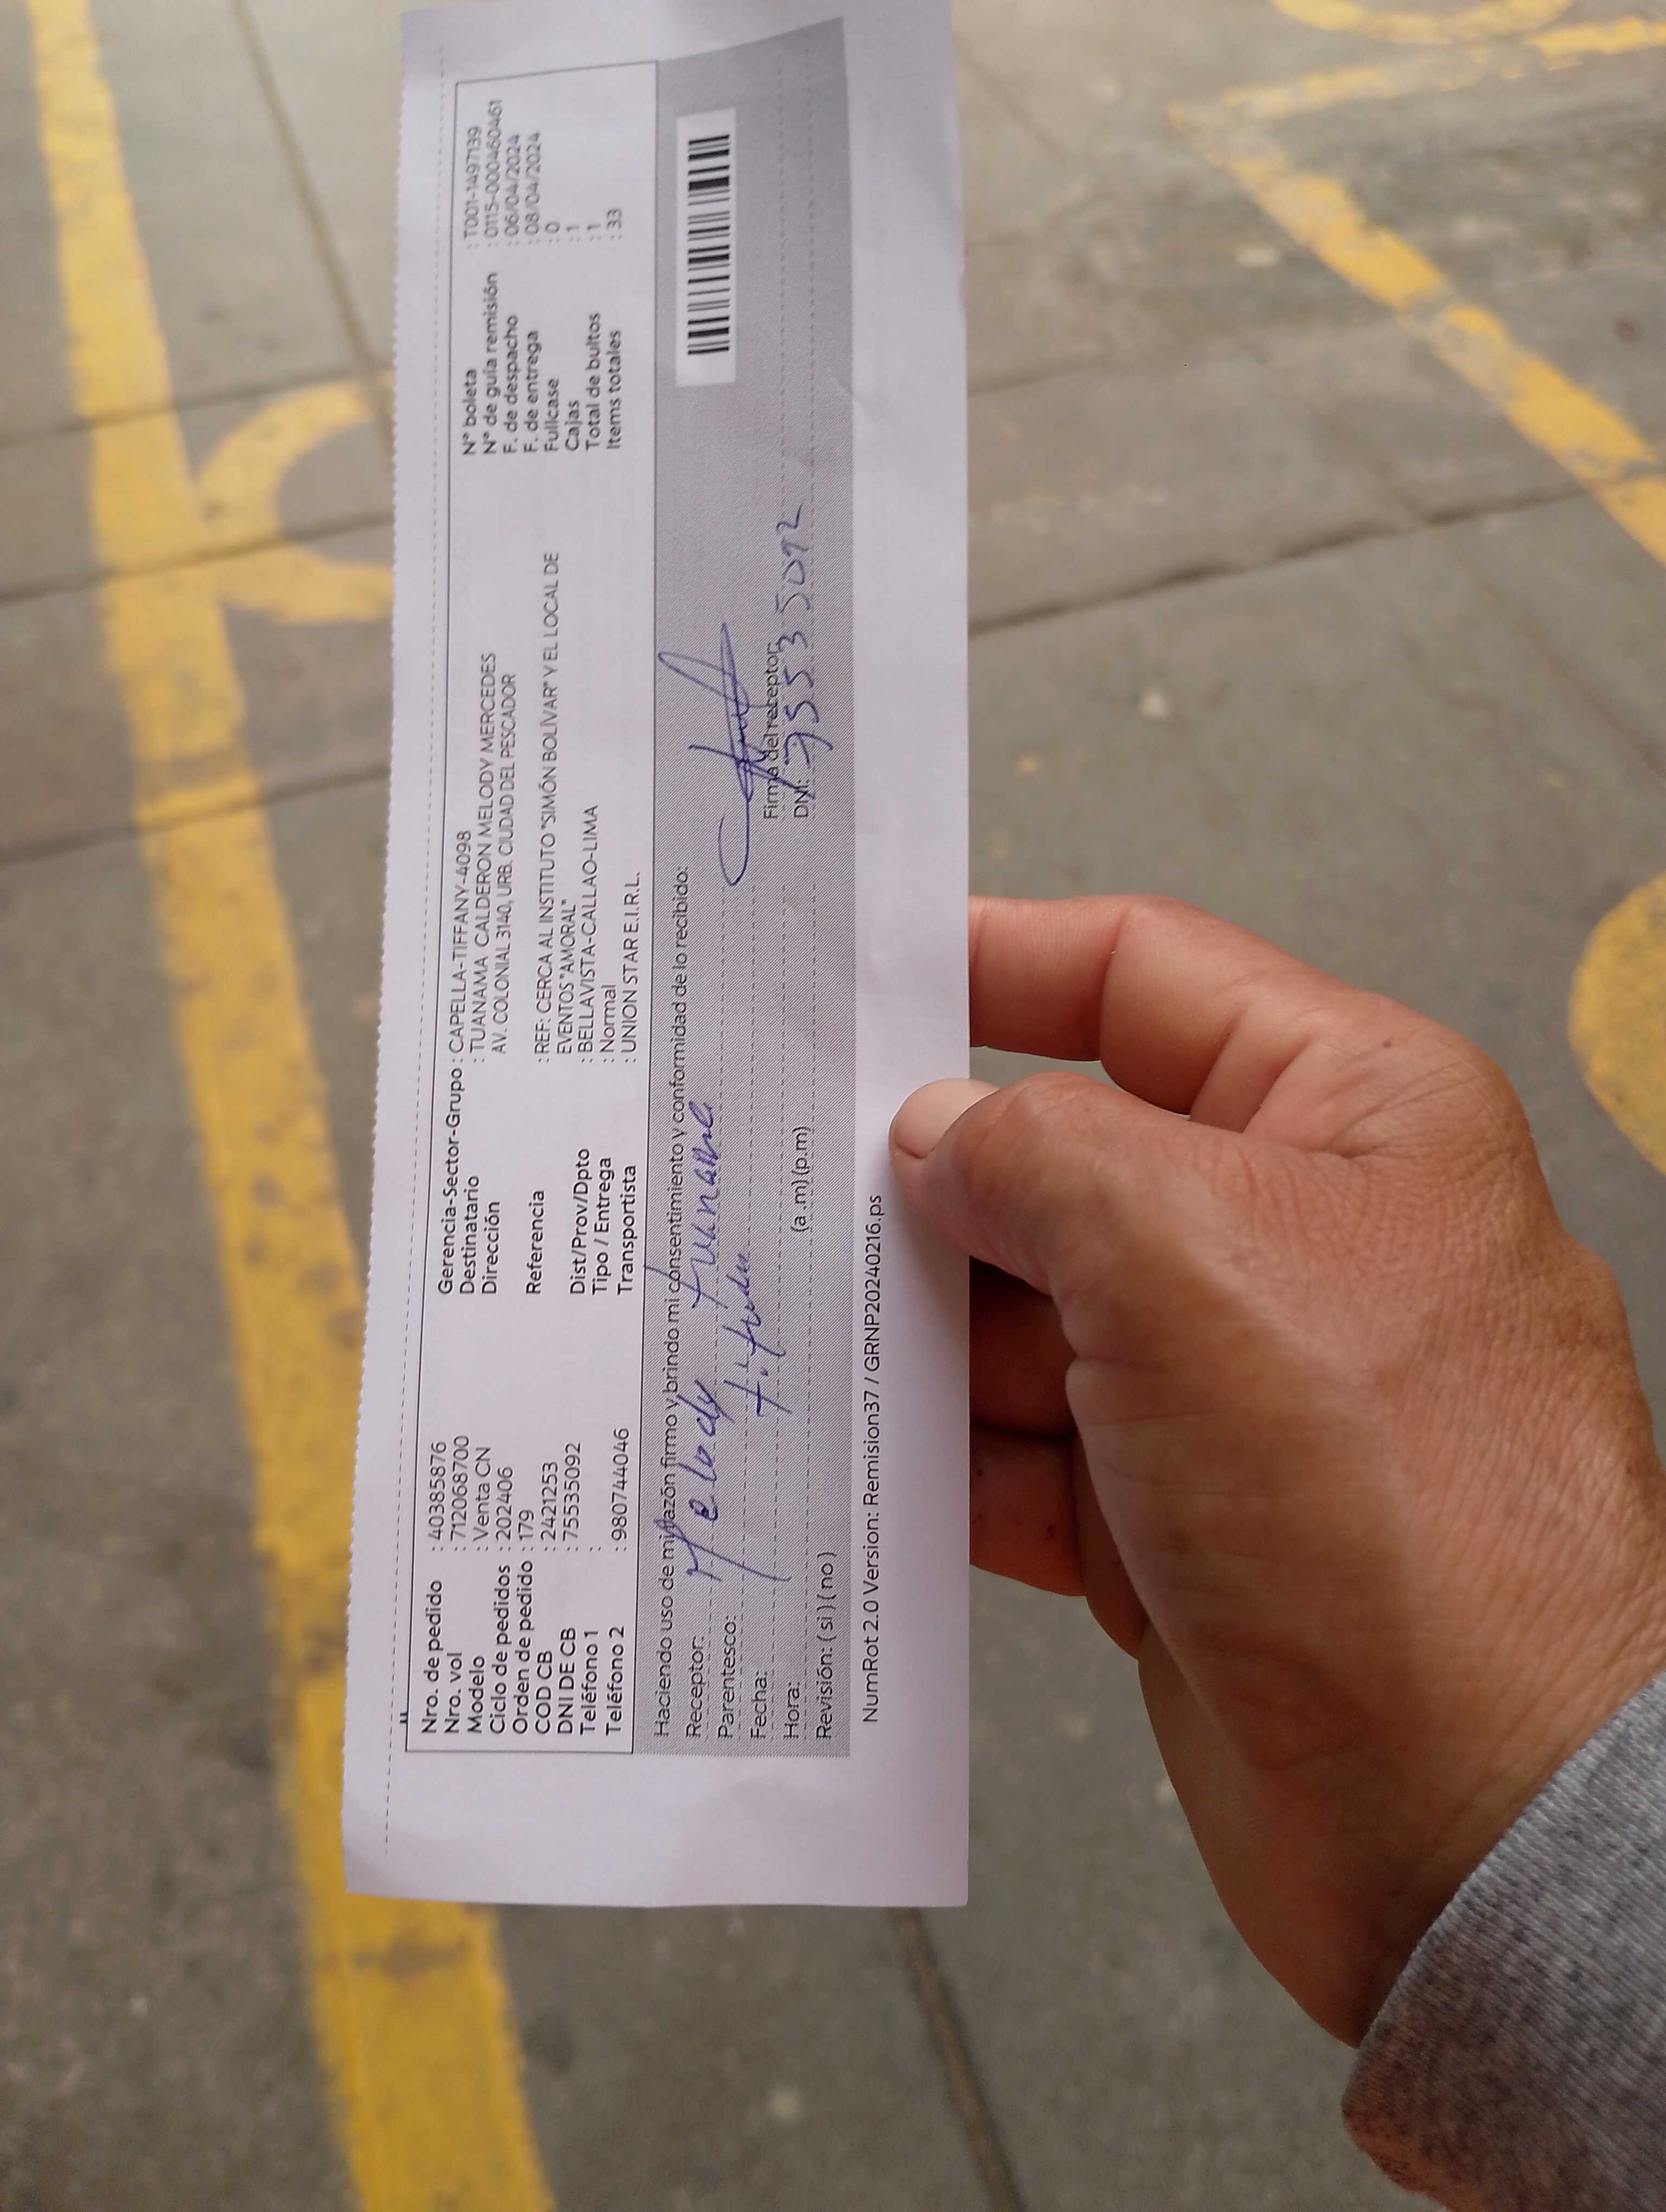 Nro. de pedido : 40385876
Nro. vol : 712068700
Modelo : Venta CN
Ciclo de pedidos : 202406
Orden de pedido : 179
COD CB : 2421253
DNI DE CB : 75535092
Teléfono 1 :
Teléfono 2 : 980744046
Gerencia-Sector-Grupo : CAPELLA-TIFFANY-4098
Destinatario : TUANAMA CALDERON MELODY MERCEDES
Dirección AV. COLONIAL 3140, URB. CIUDAD DEL PESCADOR
Referencia : REF: CERCA AL INSTITUTO "SIMÓN BOLÍVAR" Y EL LOCAL DE
EVENTOS "AMORAL"
Dist/Prov/Dpto : BELLAVISTA-CALLAO-LIMA
Tipo / Entrega : Normal
Transportista : UNION STAR E.I.R.L.
N° boleta : T001-1497139
N° de guía remisión : 0115-000460461
F. de despacho : 06/04/2024
F. de entrega : 08/04/2024
Fullcase : 0
Cajas : 1
Total de bultos : 1
Items totales : 33
Haciendo uso de mi razón firmo y brindo mi consentimiento y conformidad de lo recibido:
Receptor: Melody Tuanama
Parentesco:
Fecha:
Hora: (a.m) (p.m)
Revisión: ( si ) ( no )
Firma del receptor
DNI: 75535092
NumRot 2.0 Version: Remision37 / GRNP20240216.ps